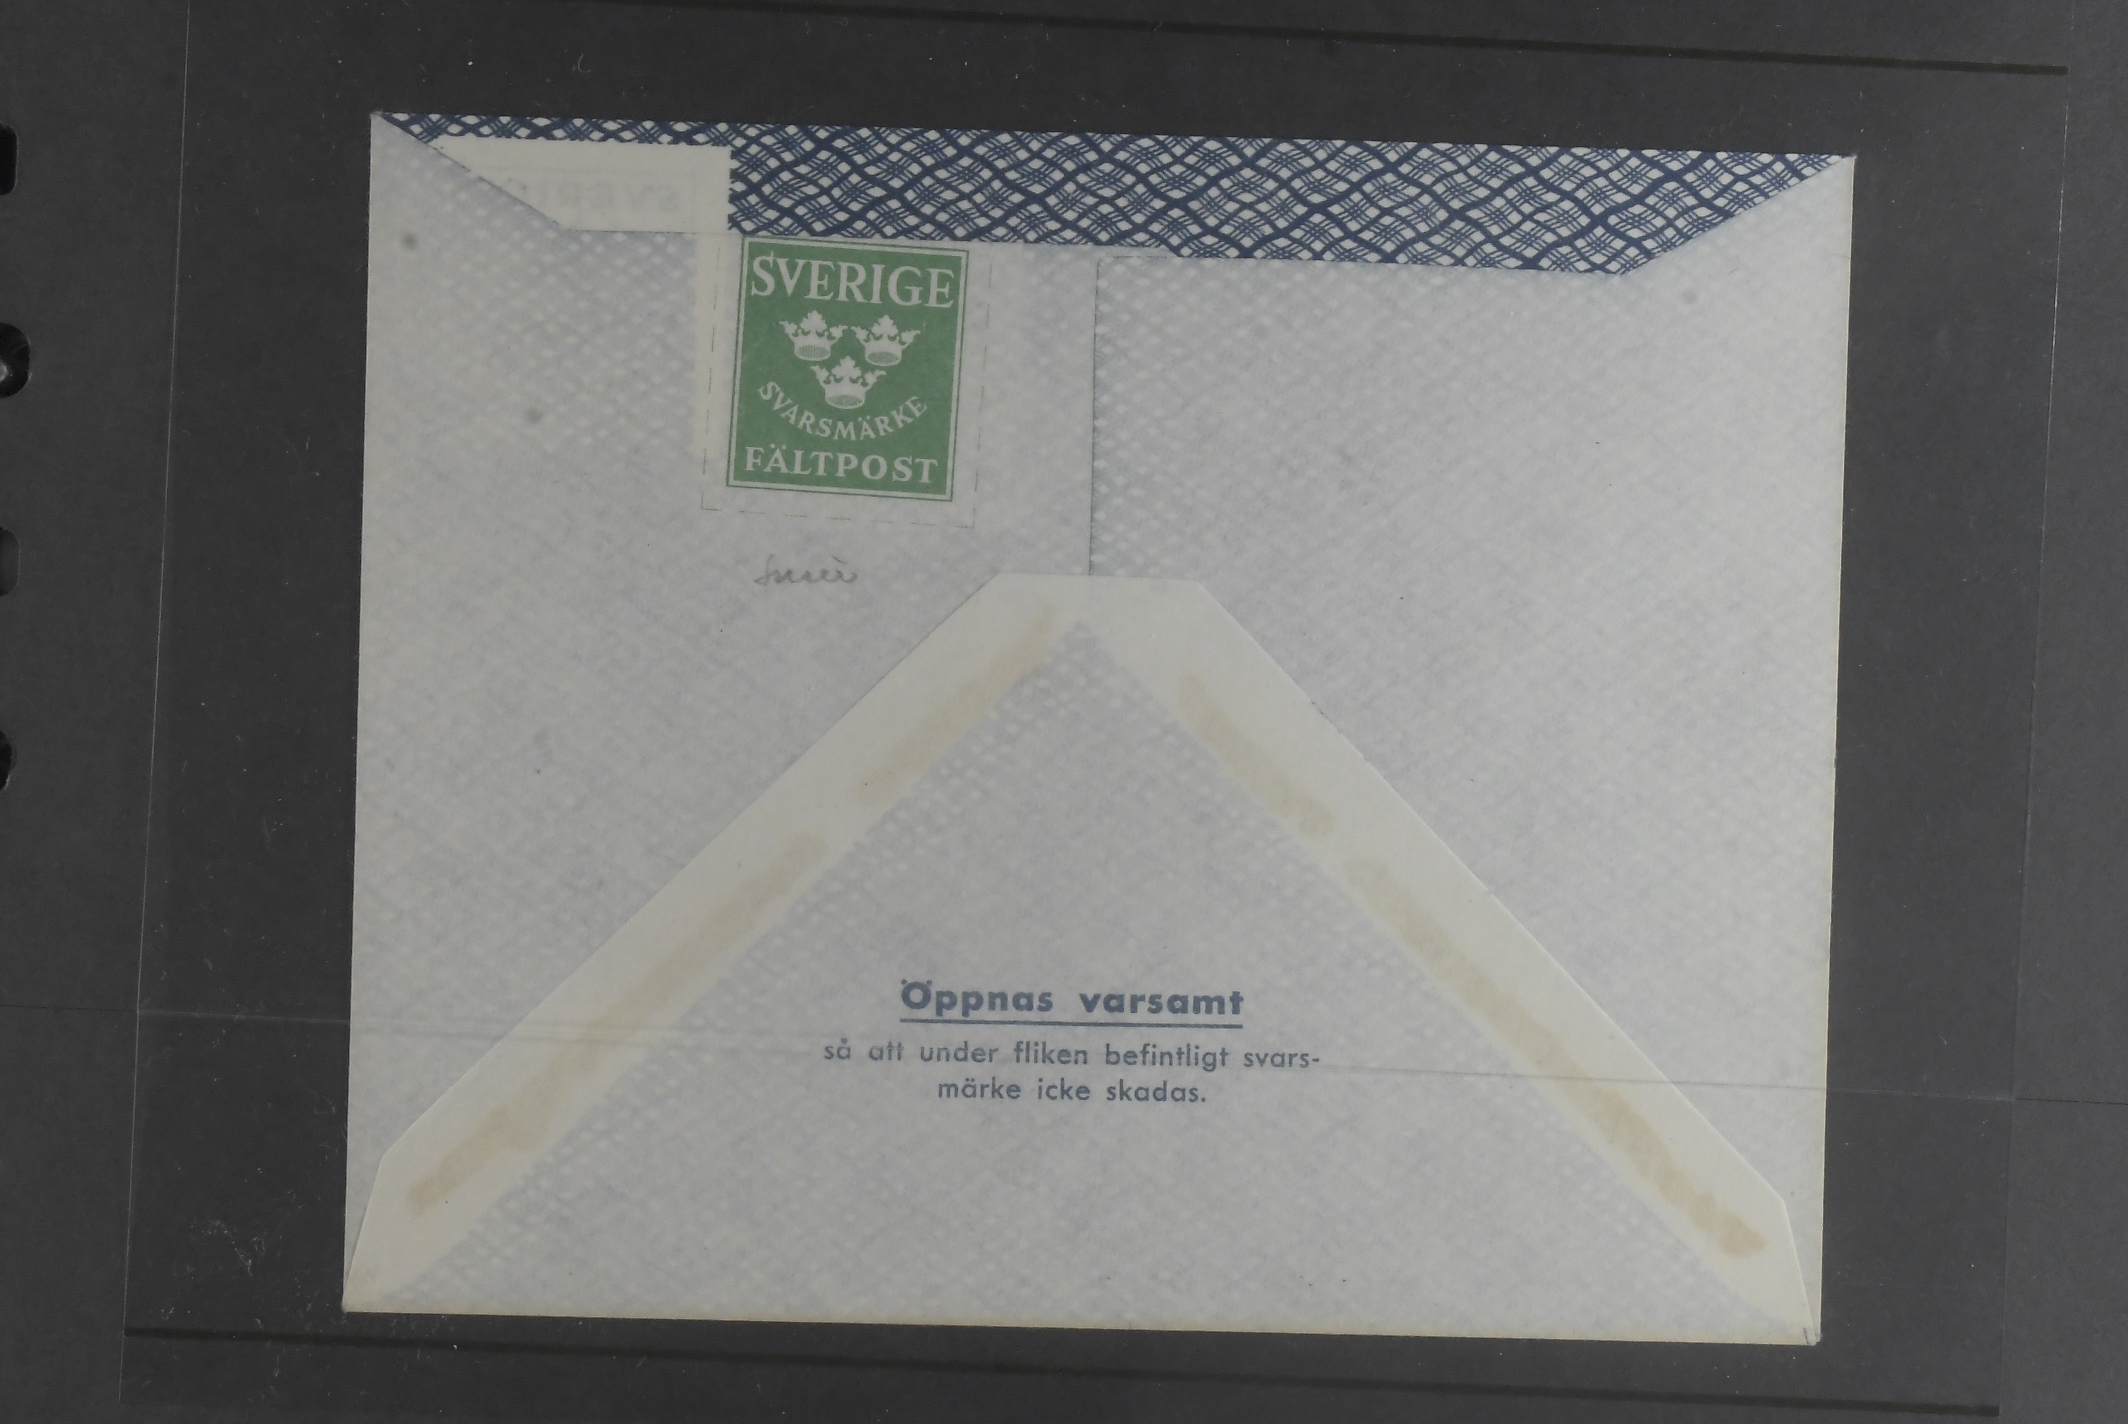 SVERIGE
SVARSMÄRKE
FÄLTPOST
Öppnas varsamt
så att under fliken befintligt svars-
märke icke skadas.